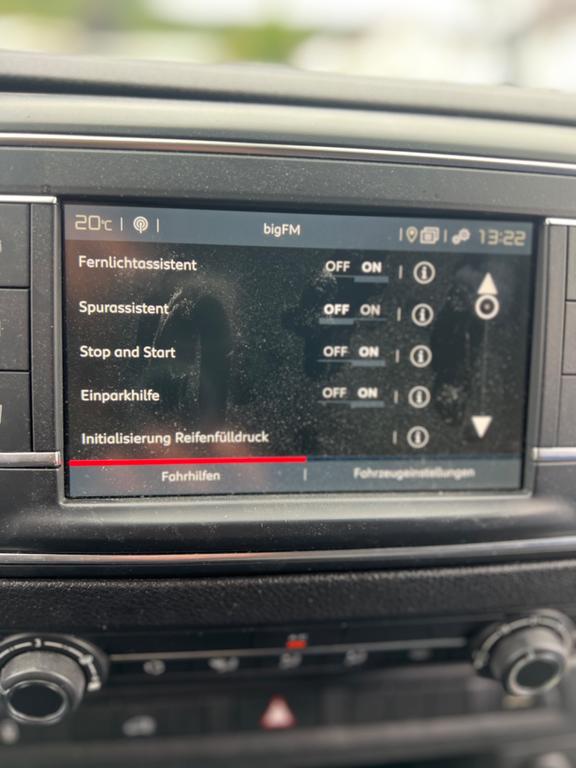 20°C bigFM 13:22
Fernlichtassistent OFF ON
Spurassistent OFF ON
Stop and Start OFF ON
Einparkhilfe OFF ON
Initialisierung Reifenfülldruck
Fahrhilfen Fahrzeugeinstellungen